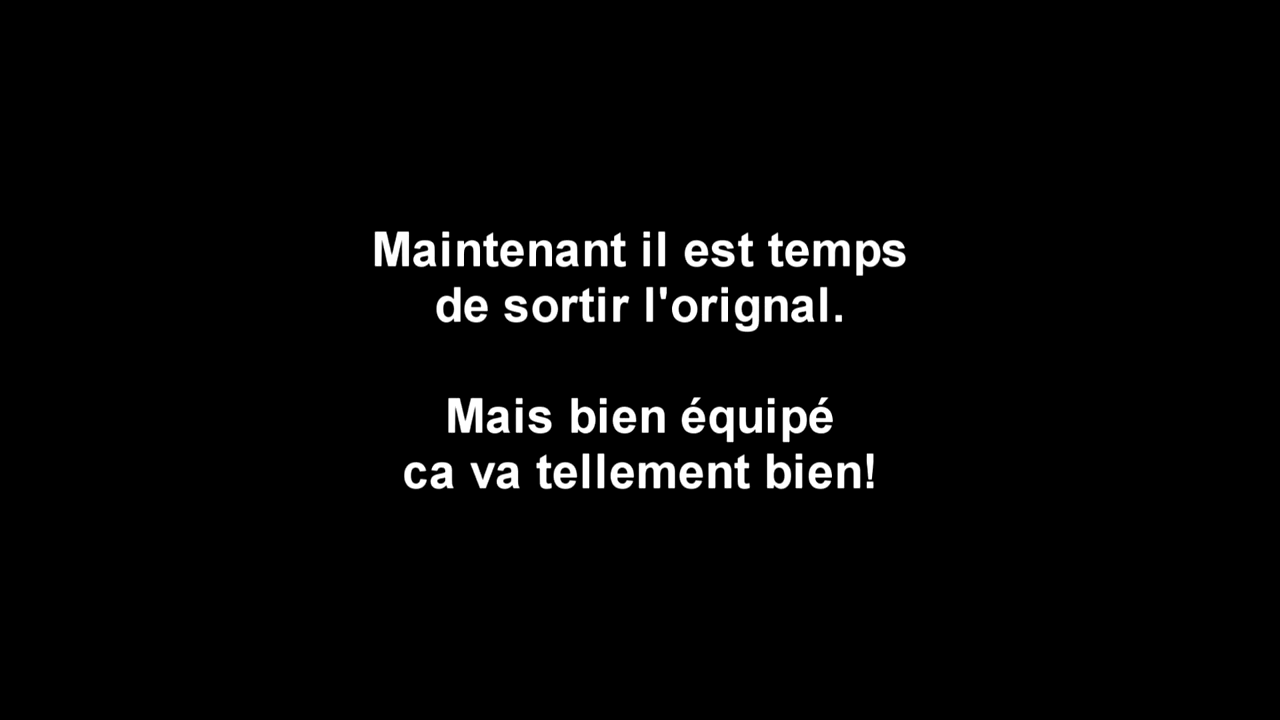 Maintenant il est temps
de sortir l'orignal.
Mais bien équipé
ca va tellement bien!